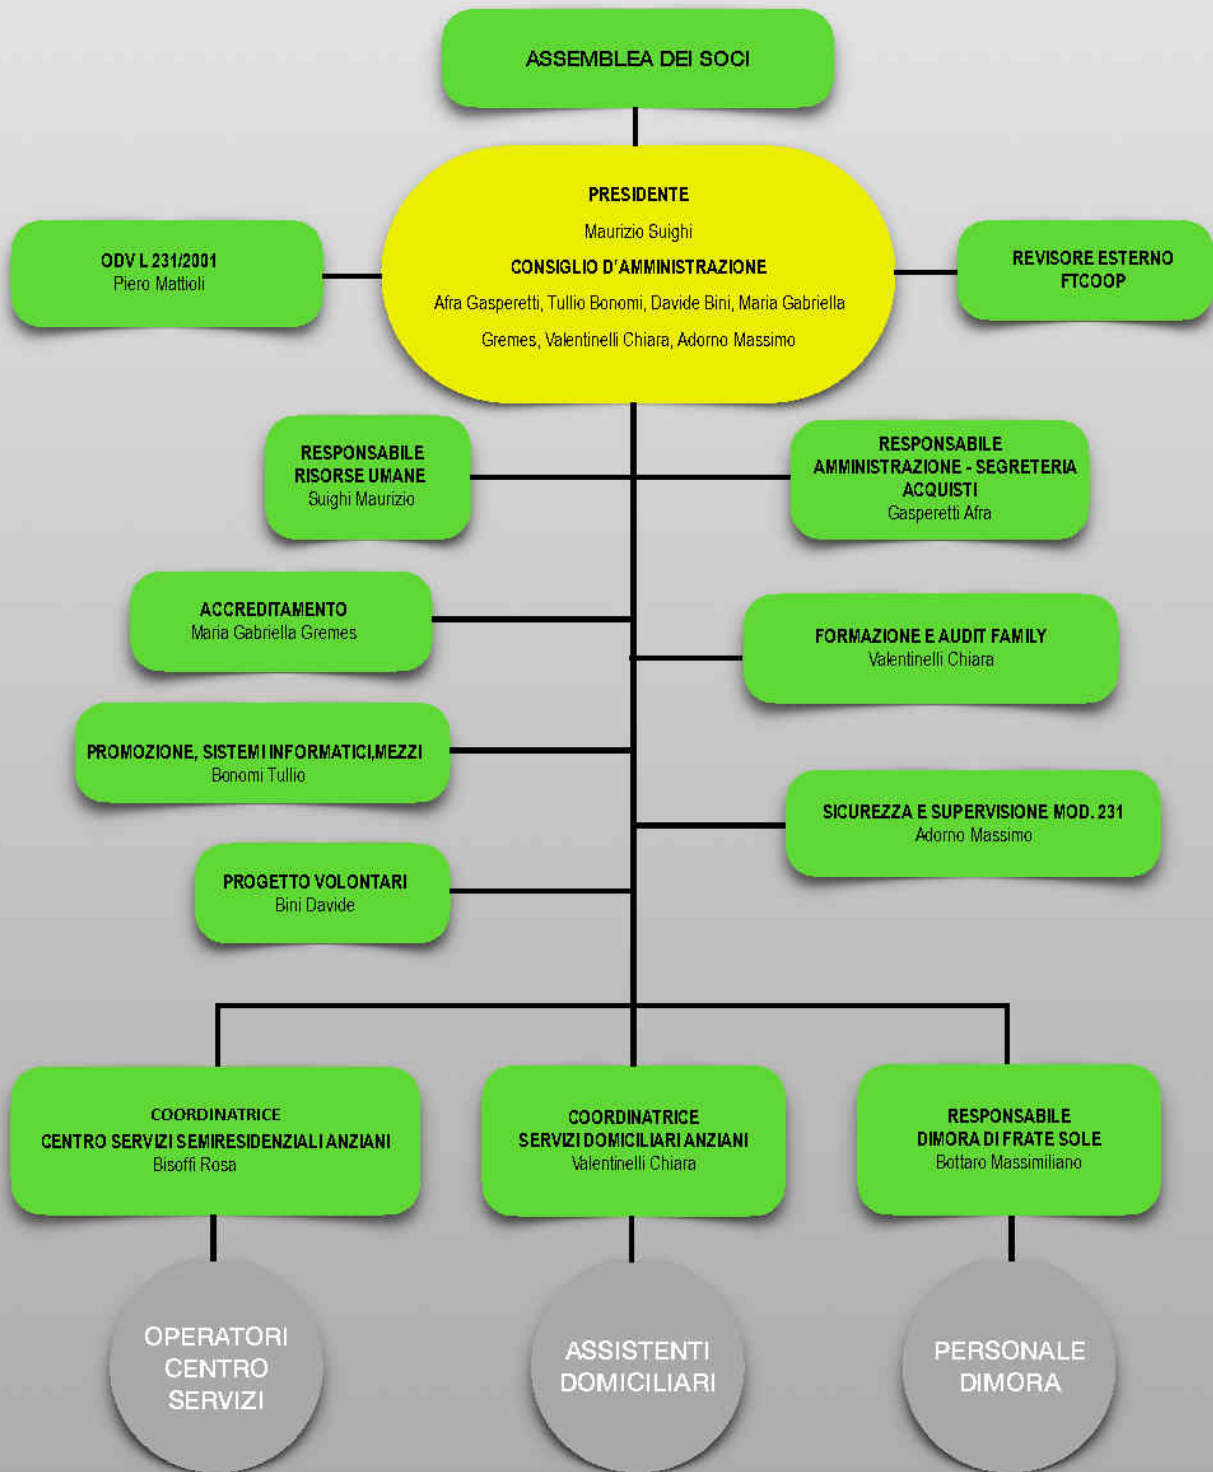 ASSEMBLEA DEI SOCI
PRESIDENTE
Maurizio Suighi
CONSIGLIO D'AMMINISTRAZIONE
Afra Gasperetti, Tullio Bonomi, Davide Bini, Maria Gabriella
Gremes, Valentinelli Chiara, Adorno Massimo
ODV L 231/2001
Piero Mattioli
REVISORE ESTERNO
FTCOOP
RESPONSABILE
RISORSE UMANE
Suighi Maurizio
RESPONSABILE
AMMINISTRAZIONE - SEGRETERIA
ACQUISTI
Gasperetti Afra
ACCREDITAMENTO
Maria Gabriella Gremes
FORMAZIONE E AUDIT FAMILY
Valentinelli Chiara
PROMOZIONE, SISTEMI INFORMATICI,MEZZI
Bonomi Tullio
SICUREZZA E SUPERVISIONE MOD. 231
Adorno Massimo
PROGETTO VOLONTARI
Bini Davide
COORDINATRICE
CENTRO SERVIZI SEMIRESIDENZIALI ANZIANI
Bisoffi Rosa
COORDINATRICE
SERVIZI DOMICILIARI ANZIANI
Valentinelli Chiara
RESPONSABILE
DIMORA DI FRATE SOLE
Bottaro Massimiliano
OPERATORI
CENTRO
SERVIZI
ASSISTENTI
DOMICILIARI
PERSONALE
DIMORA